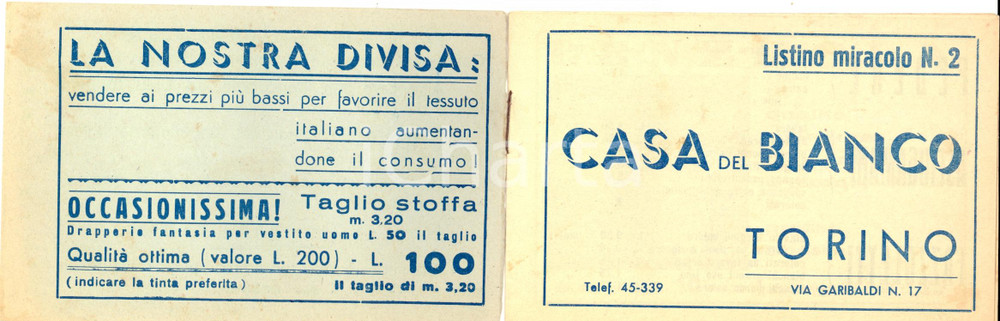 LA NOSTRA DIVISA:
vendere ai prezzi più bassi per favorire il tessuto
italiano aumentan-
done il consumo!
OCCASIONISSIMA! Taglio stoffa
m. 3,20
Drapperie fantasia per vestito uomo L. 50 il taglio
Qualità ottima (valore L. 200) - L. 100
(indicare la tinta preferita) Il taglio di m. 3,20
Listino miracolo N. 2
CASA DEL BIANCO
TORINO
Telef. 45-339 VIA GARIBALDI N. 17
iCharta